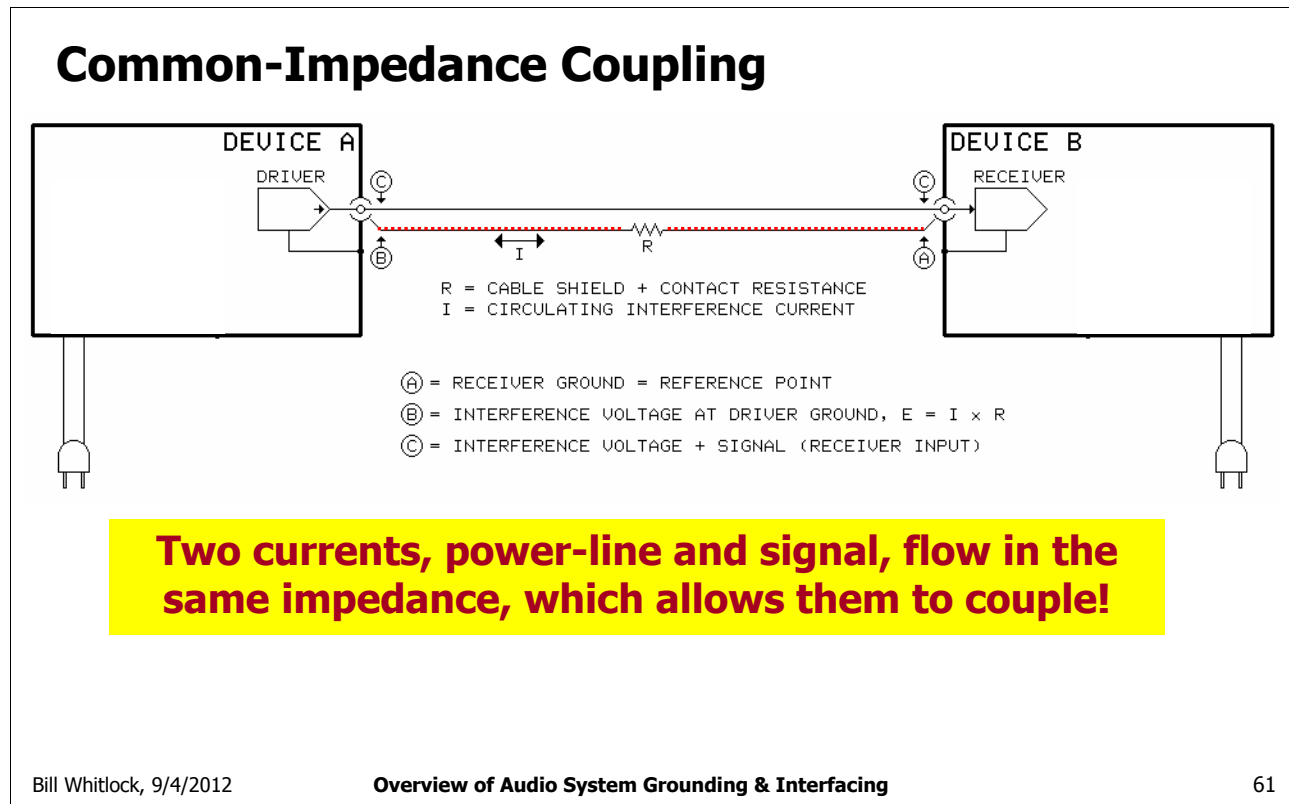 Common-Impedance Coupling
DEVICE A
DEVICE B
DRIVER
C
C
RECEIVER
I
R
B
A
R = CABLE SHIELD + CONTACT RESISTANCE
I = CIRCULATING INTERFERENCE CURRENT
A = RECEIVER GROUND = REFERENCE POINT
B = INTERFERENCE VOLTAGE AT DRIVER GROUND, E = I x R
C = INTERFERENCE VOLTAGE + SIGNAL (RECEIVER INPUT)
Two currents, power-line and signal, flow in the
same impedance, which allows them to couple!
Bill Whitlock, 9/4/2012 Overview of Audio System Grounding & Interfacing 61